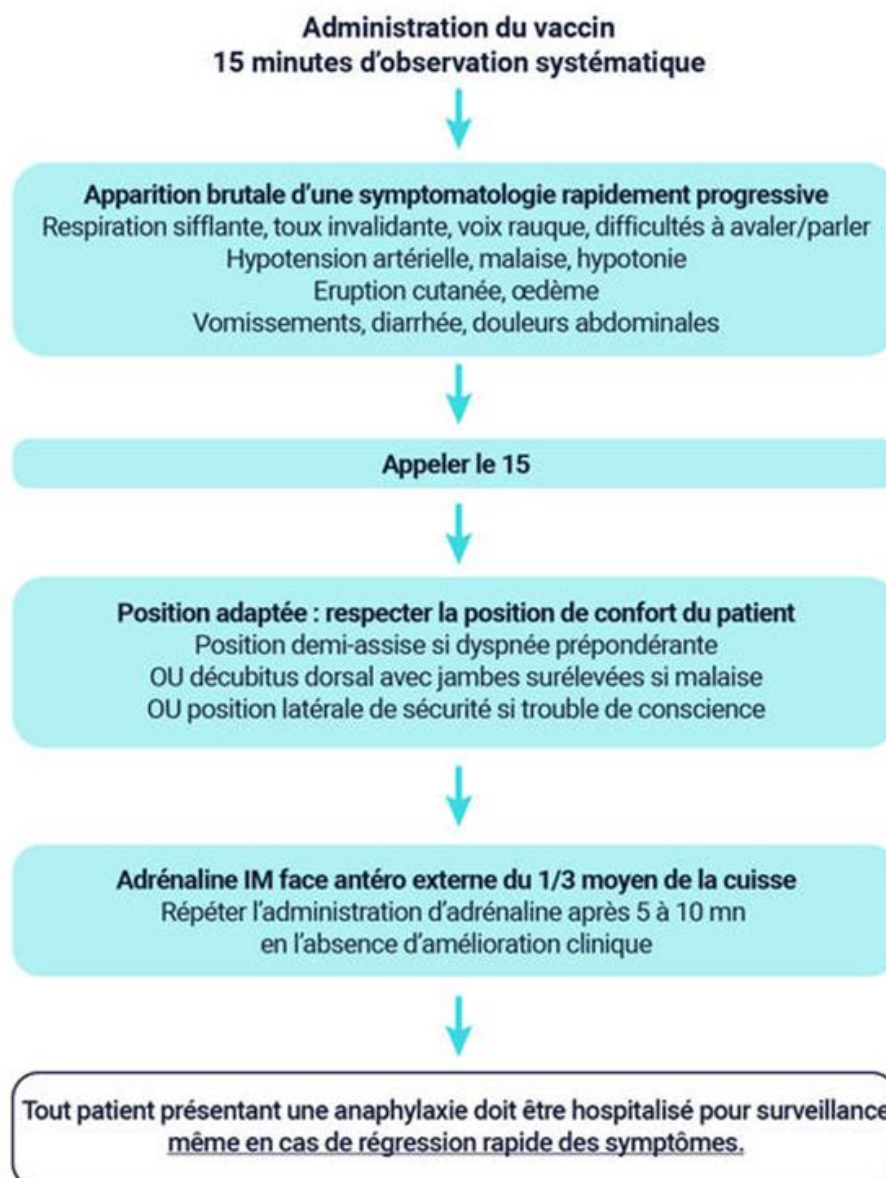 Administration du vaccin
15 minutes d'observation systématique
Apparition brutale d'une symptomatologie rapidement progressive
Respiration sifflante, toux invalidante, voix rauque, difficultés à avaler/parler
Hypotension artérielle, malaise, hypotonie
Eruption cutanée, œdème
Vomissements, diarrhée, douleurs abdominales
Appeler le 15
Position adaptée : respecter la position de confort du patient
Position demi-assise si dyspnée prépondérante
OU décubitus dorsal avec jambes surélevées si malaise
OU position latérale de sécurité si trouble de conscience
Adrénaline IM face antéro externe du 1/3 moyen de la cuisse
Répéter l'administration d'adrénaline après 5 à 10 mn
en l'absence d'amélioration clinique
Tout patient présentant une anaphylaxie doit être hospitalisé pour surveillance
même en cas de régression rapide des symptômes.